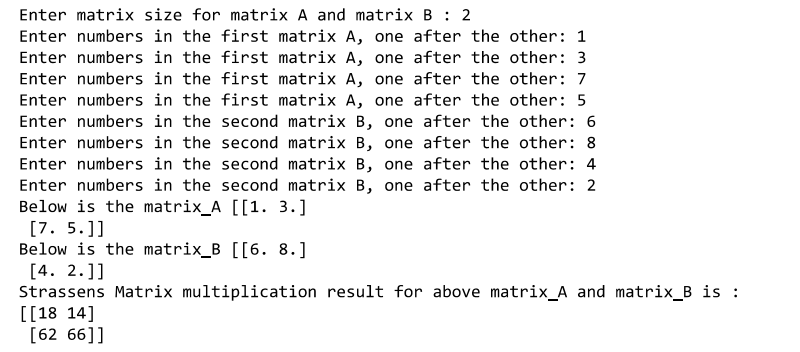 Enter matrix size for matrix A and matrix B : 2
Enter numbers in the first matrix A, one after the other: 1
Enter numbers in the first matrix A, one after the other: 3
Enter numbers in the first matrix A, one after the other: 7
Enter numbers in the first matrix A, one after the other: 5
Enter numbers in the second matrix B, one after the other: 6
Enter numbers in the second matrix B, one after the other: 8
Enter numbers in the second matrix B, one after the other: 4
Enter numbers in the second matrix B, one after the other: 2
Below is the matrix_A [[1. 3.]
 [7. 5.]]
Below is the matrix_B [[6. 8.]
 [4. 2.]]
Strassens Matrix multiplication result for above matrix_A and matrix_B is :
[[18 14]
 [62 66]]